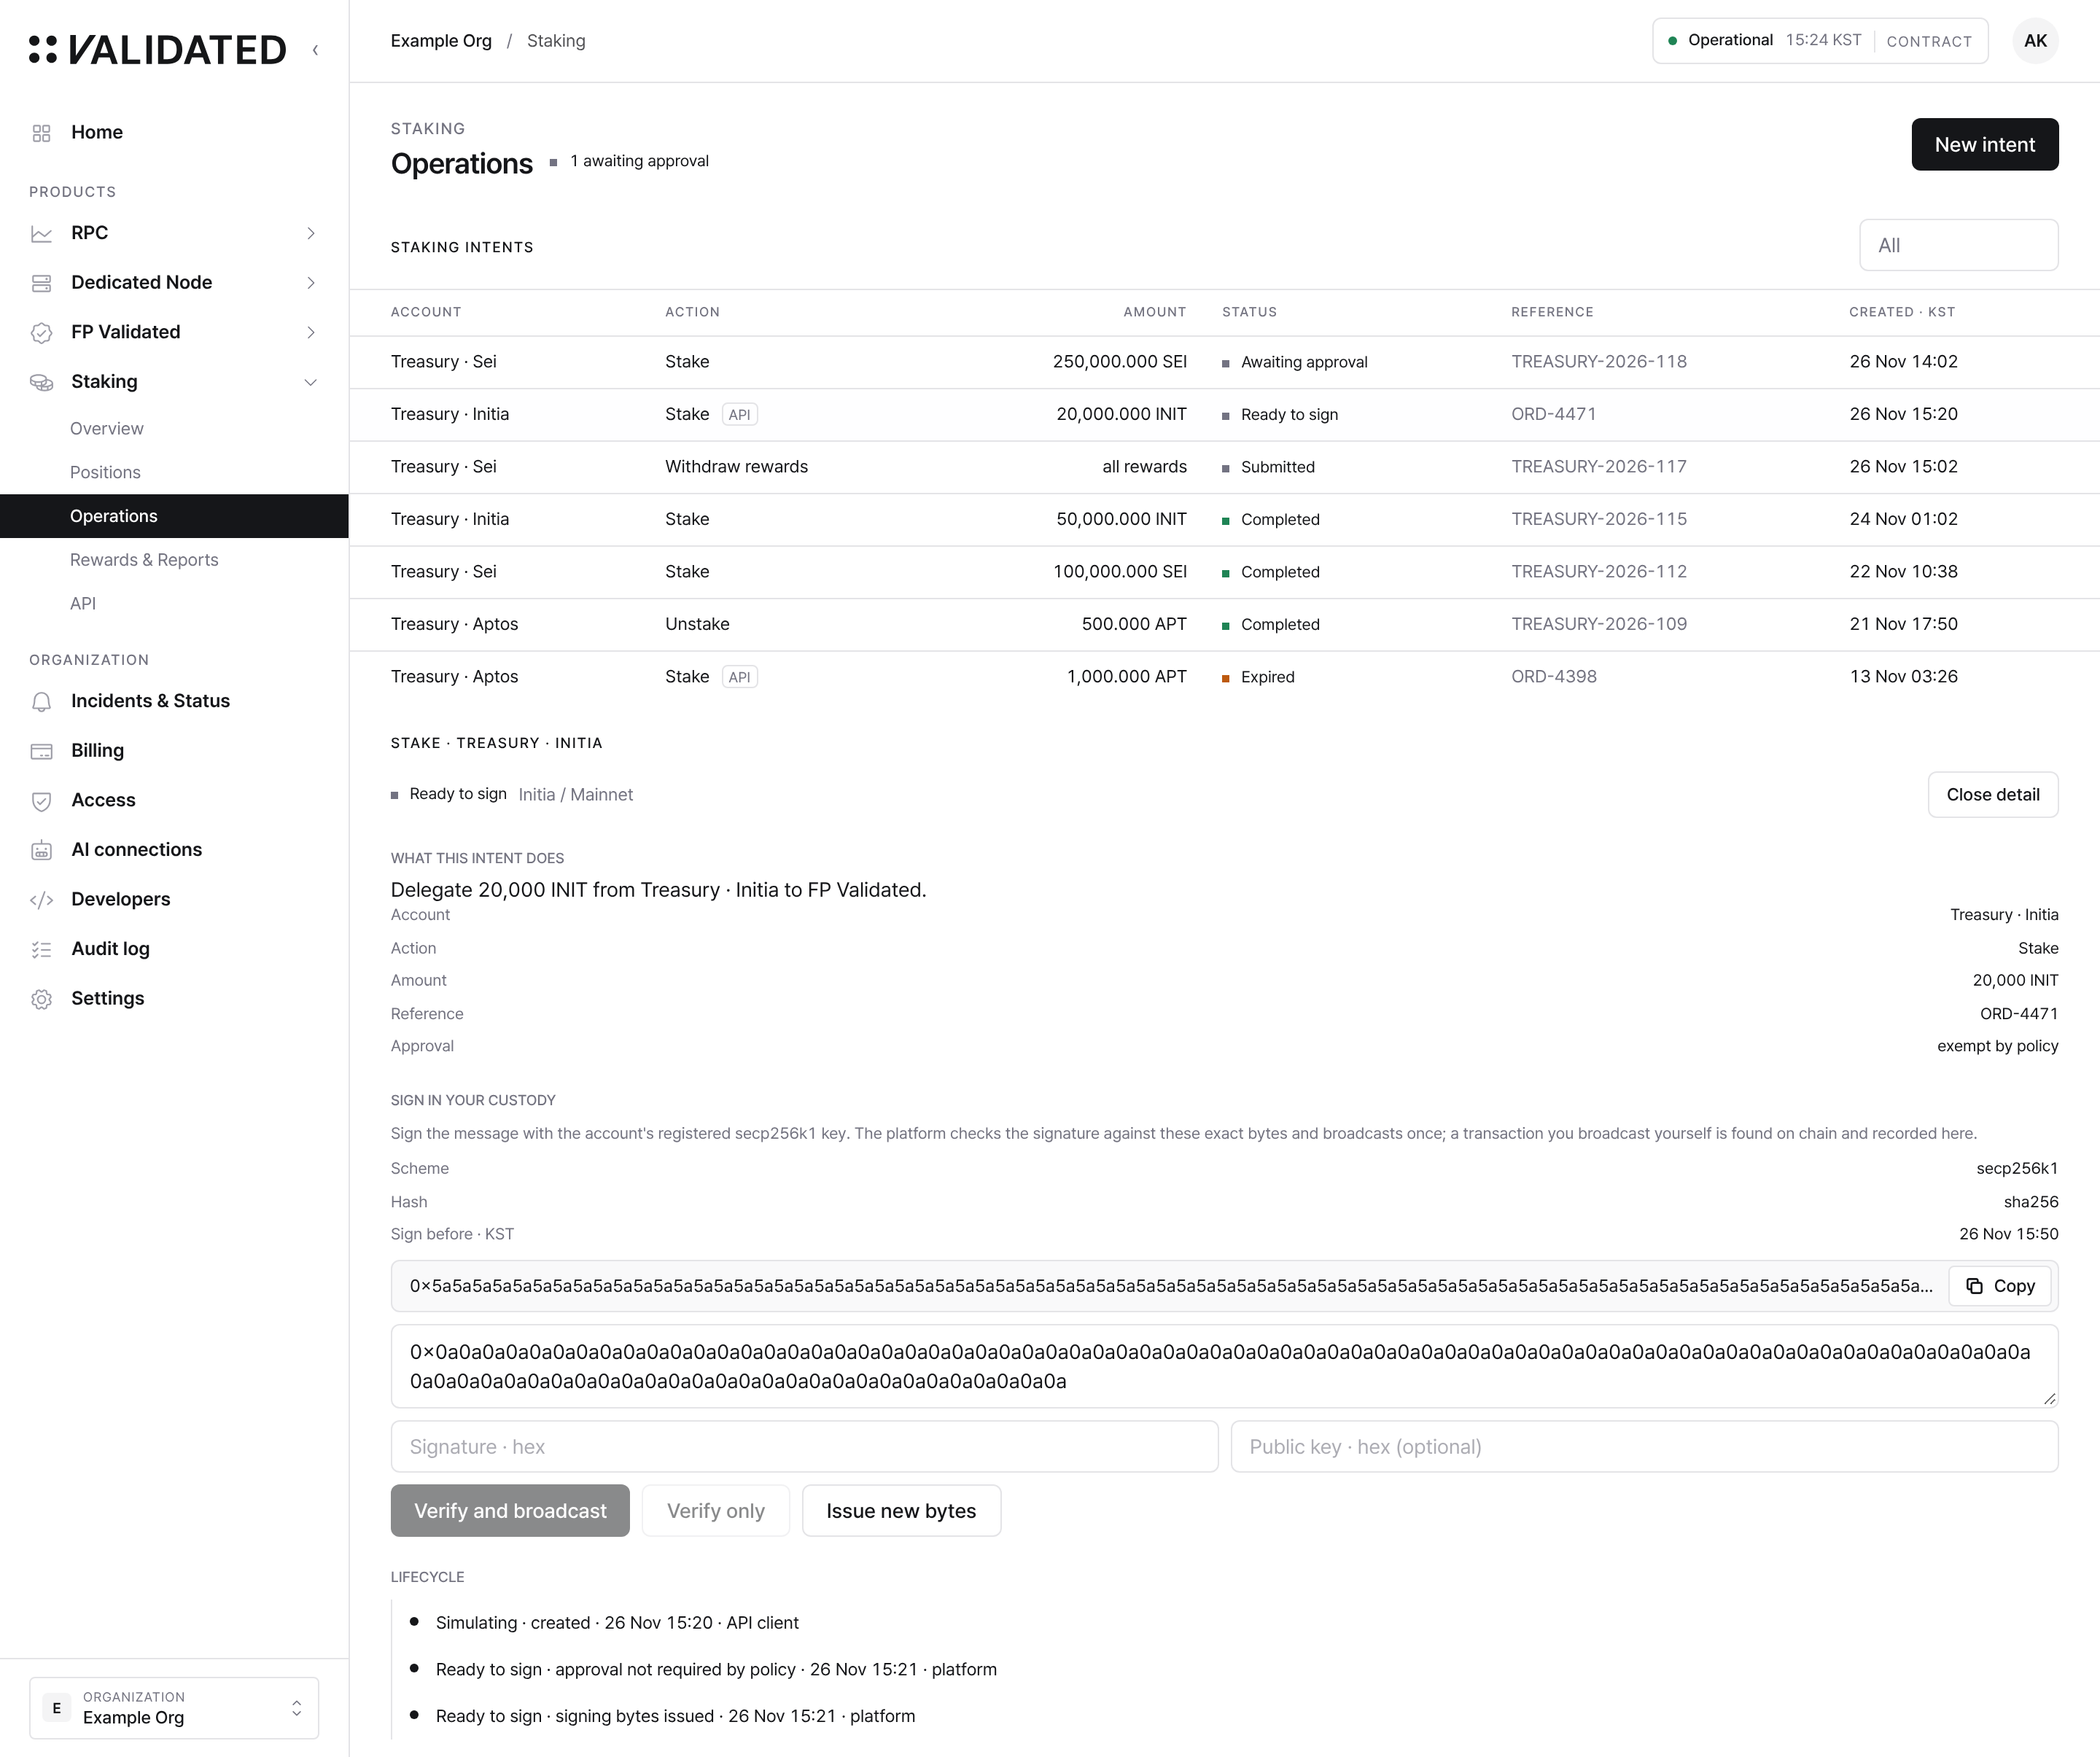 VALIDATED
Example Org / Staking
Operational 15:24 KST CONTRACT
AK
Home
PRODUCTS
RPC
Dedicated Node
FP Validated
Staking
Overview
Positions
Operations
Rewards & Reports
API
ORGANIZATION
Incidents & Status
Billing
Access
AI connections
Developers
Audit log
Settings
E
ORGANIZATION
Example Org
STAKING
Operations 1 awaiting approval
New intent
STAKING INTENTS
All
ACCOUNT ACTION AMOUNT STATUS REFERENCE CREATED · KST
Treasury · Sei Stake 250,000.000 SEI Awaiting approval TREASURY-2026-118 26 Nov 14:02
Treasury · Initia Stake API 20,000.000 INIT Ready to sign ORD-4471 26 Nov 15:20
Treasury · Sei Withdraw rewards all rewards Submitted TREASURY-2026-117 26 Nov 15:02
Treasury · Initia Stake 50,000.000 INIT Completed TREASURY-2026-115 24 Nov 01:02
Treasury · Sei Stake 100,000.000 SEI Completed TREASURY-2026-112 22 Nov 10:38
Treasury · Aptos Unstake 500.000 APT Completed TREASURY-2026-109 21 Nov 17:50
Treasury · Aptos Stake API 1,000.000 APT Expired ORD-4398 13 Nov 03:26
STAKE · TREASURY · INITIA
Ready to sign Initia / Mainnet
Close detail
WHAT THIS INTENT DOES
Delegate 20,000 INIT from Treasury · Initia to FP Validated.
Account Treasury · Initia
Action Stake
Amount 20,000 INIT
Reference ORD-4471
Approval exempt by policy
SIGN IN YOUR CUSTODY
Sign the message with the account's registered secp256k1 key. The platform checks the signature against these exact bytes and broadcasts once; a transaction you broadcast yourself is found on chain and recorded here.
Scheme secp256k1
Hash sha256
Sign before · KST 26 Nov 15:50
Copy
Signature · hex
Public key · hex (optional)
Verify and broadcast
Verify only
Issue new bytes
LIFECYCLE
Simulating · created · 26 Nov 15:20 · API client
Ready to sign · approval not required by policy · 26 Nov 15:21 · platform
Ready to sign · signing bytes issued · 26 Nov 15:21 · platform